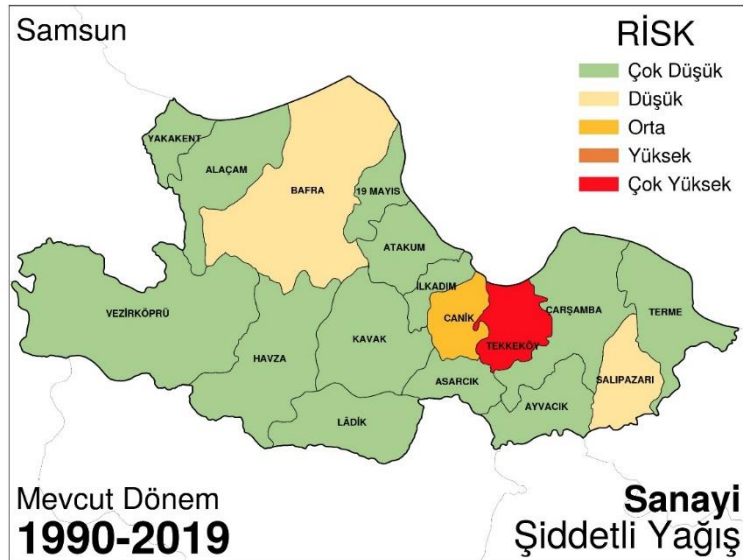 Samsun
RİSK
Çok Düşük
Düşük
Orta
Yüksek
Çok Yüksek
YAKAKENT
ALAÇAM
BAFRA
19 MAYIS
ATAKUM
İLKADIM
CANİK
TEKKEKÖY
ÇARŞAMBA
TERME
VEZİRKÖPRÜ
HAVZA
KAVAK
ASARCIK
SALIPAZARI
AYVACIK
LÂDİK
Mevcut Dönem
1990-2019
Sanayi
Şiddetli Yağış